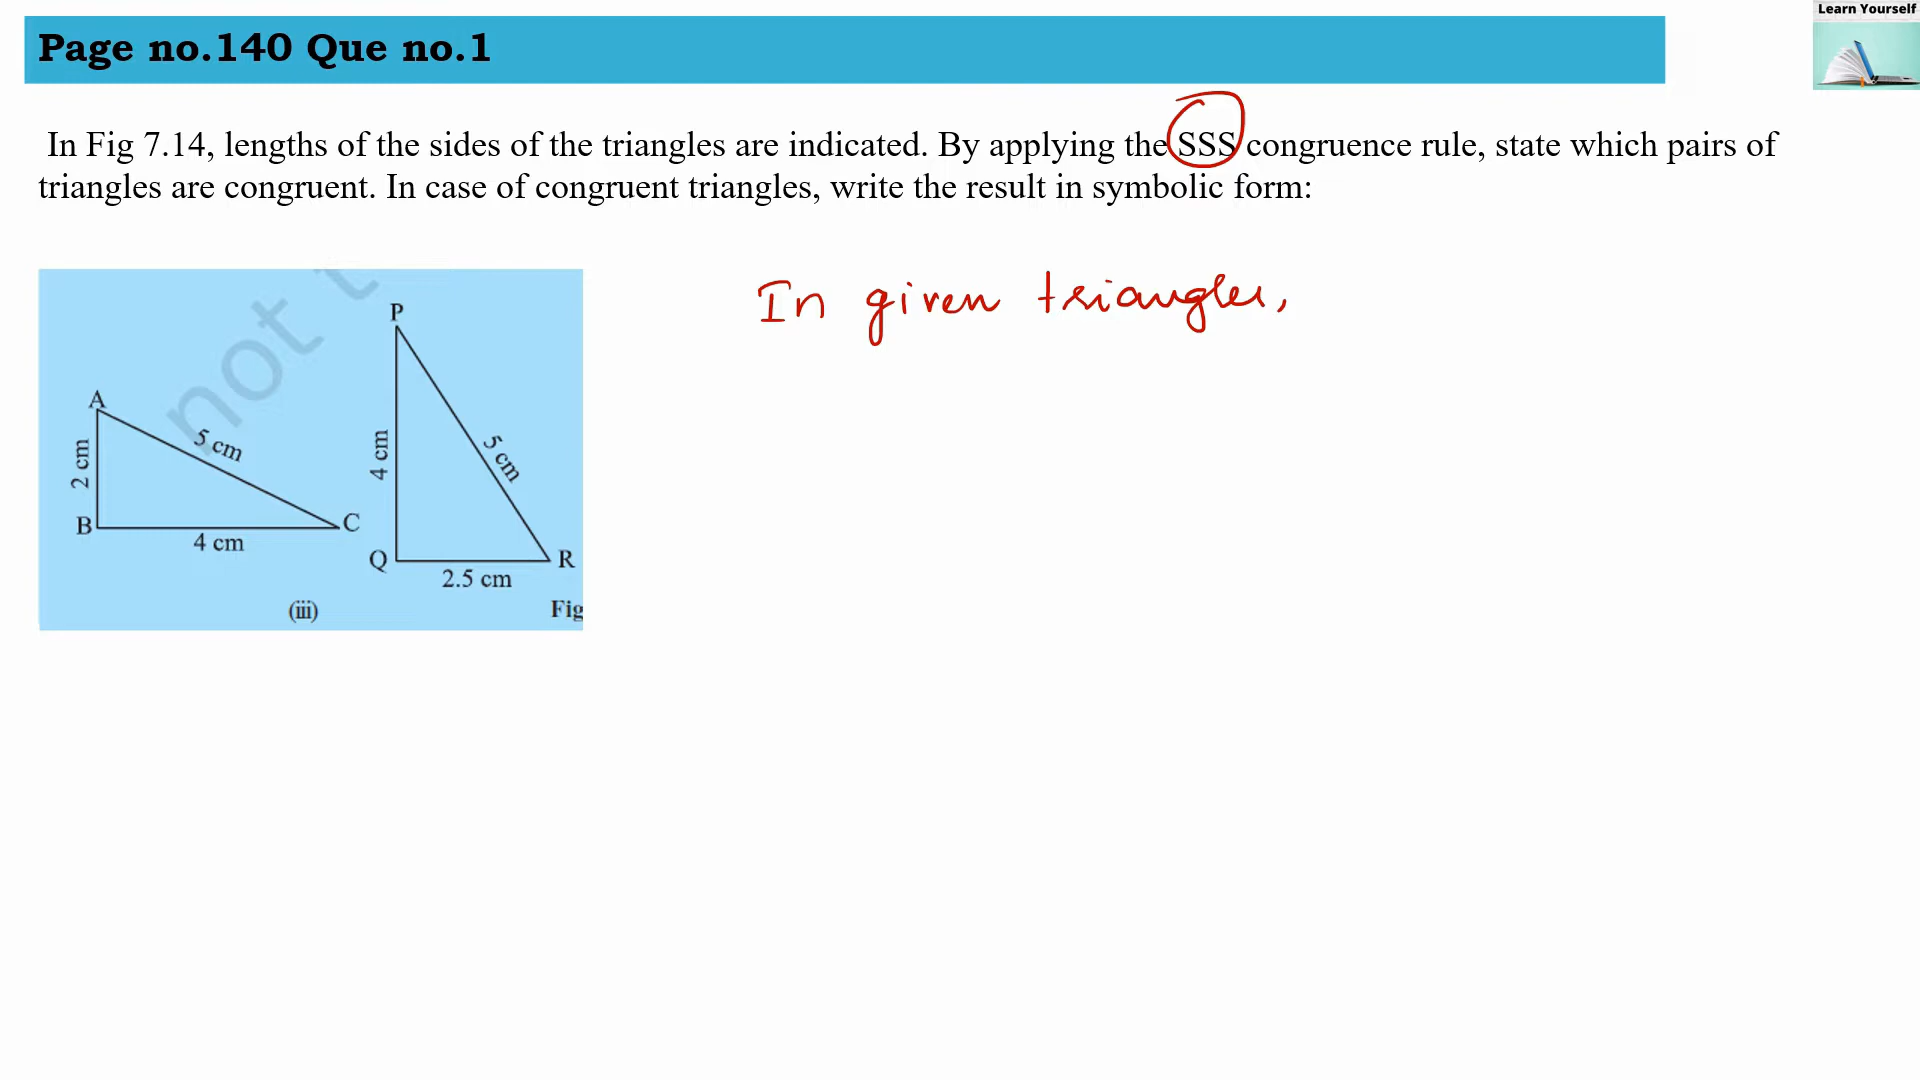 Learn Yourself
Page no.140 Que no.1
In Fig 7.14, lengths of the sides of the triangles are indicated. By applying the SSS congruence rule, state which pairs of
triangles are congruent. In case of congruent triangles, write the result in symbolic form:
In given triangles,
not t
P
A
5 cm
2 cm
4 cm
5 cm
B
C
4 cm
Q
R
2.5 cm
(iii)
Fig